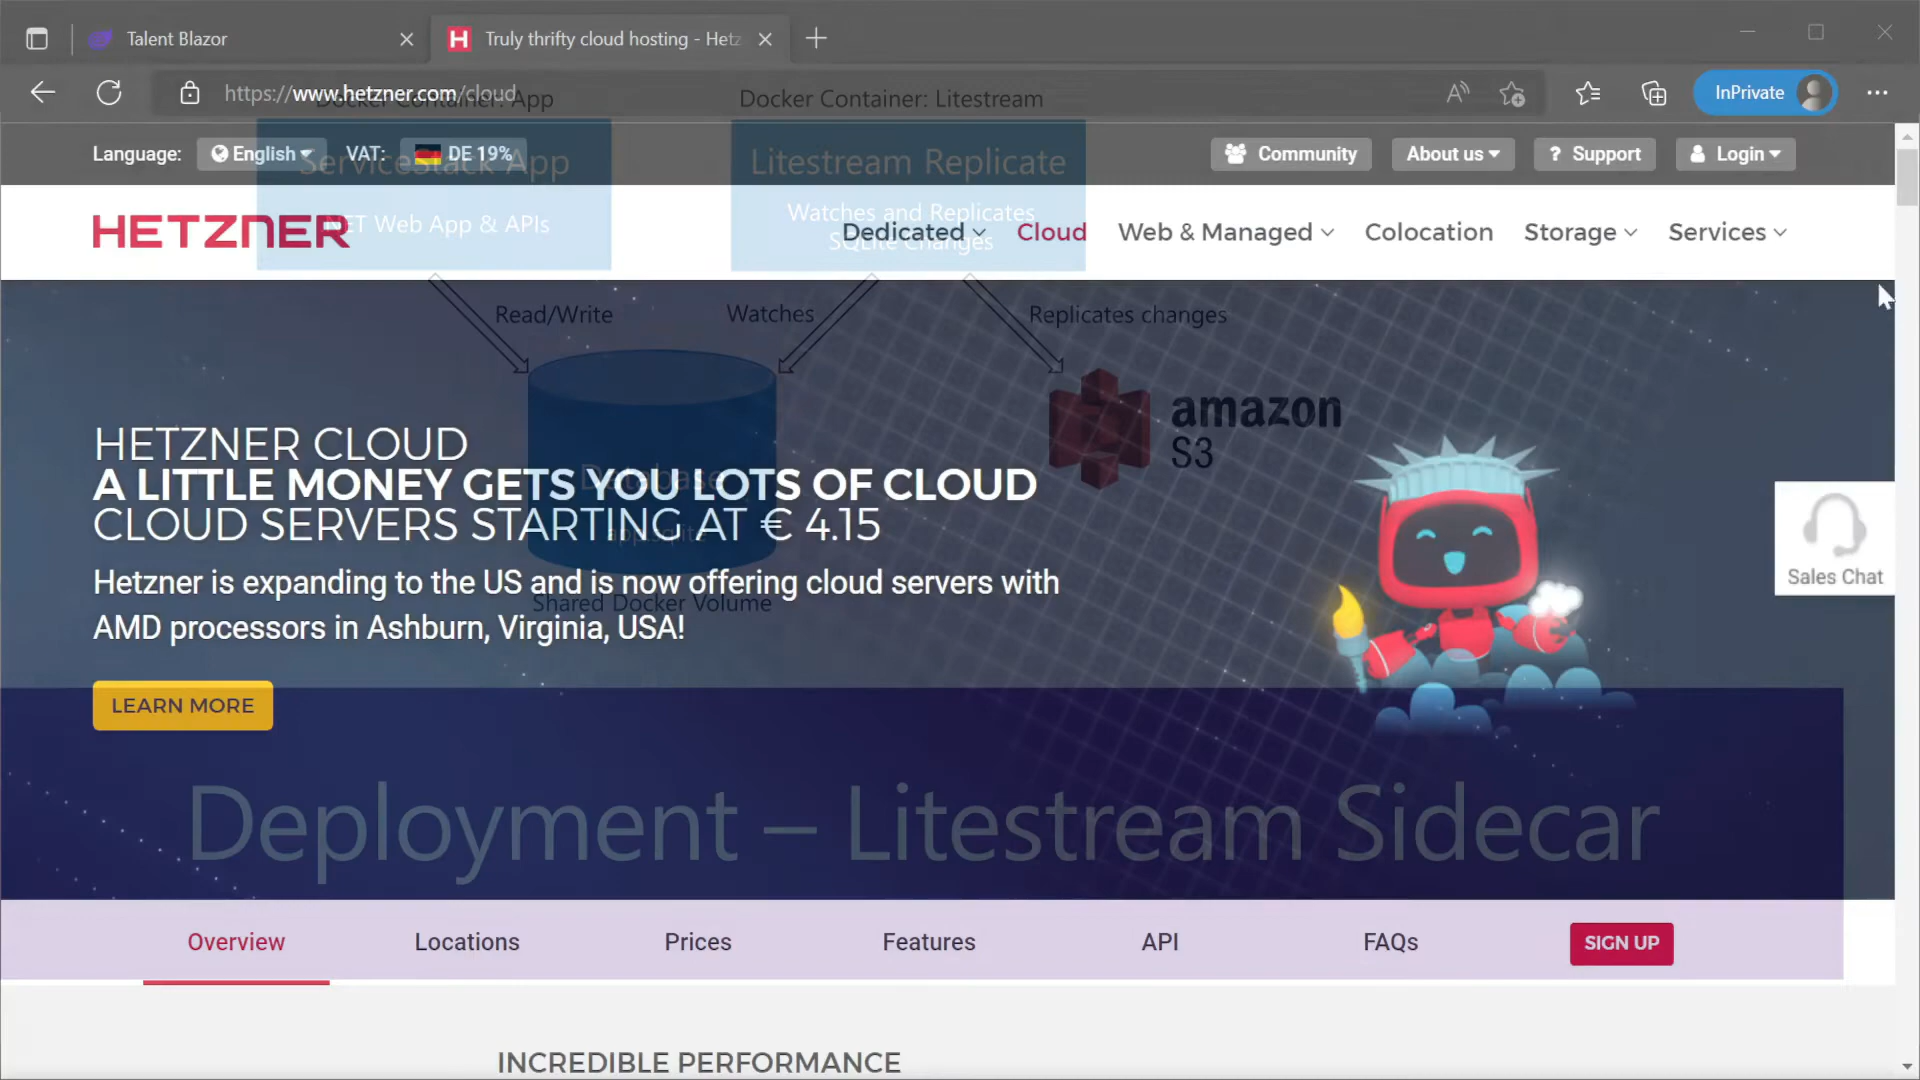 Talent Blazor
Truly thrifty cloud hosting - Hetz
https://www.hetzner.com/cloud
InPrivate
Docker Container: App
Docker Container: Litestream
Language:
English
VAT:
DE 19%
Community
About us
? Support
Login
ServiceStack App
Litestream Replicate
HETZNER
.NET Web App & APIs
Watches and Replicates
SQLite Changes
Dedicated
Cloud
Web & Managed
Colocation
Storage
Services
Read/Write
Watches
Replicates changes
amazon
S3
HETZNER CLOUD
A LITTLE MONEY GETS YOU LOTS OF CLOUD
CLOUD SERVERS STARTING AT € 4.15
Database
app.sqlite
Hetzner is expanding to the US and is now offering cloud servers with
AMD processors in Ashburn, Virginia, USA!
Shared Docker Volume
Sales Chat
LEARN MORE
Deployment – Litestream Sidecar
Overview
Locations
Prices
Features
API
FAQs
SIGN UP
INCREDIBLE PERFORMANCE